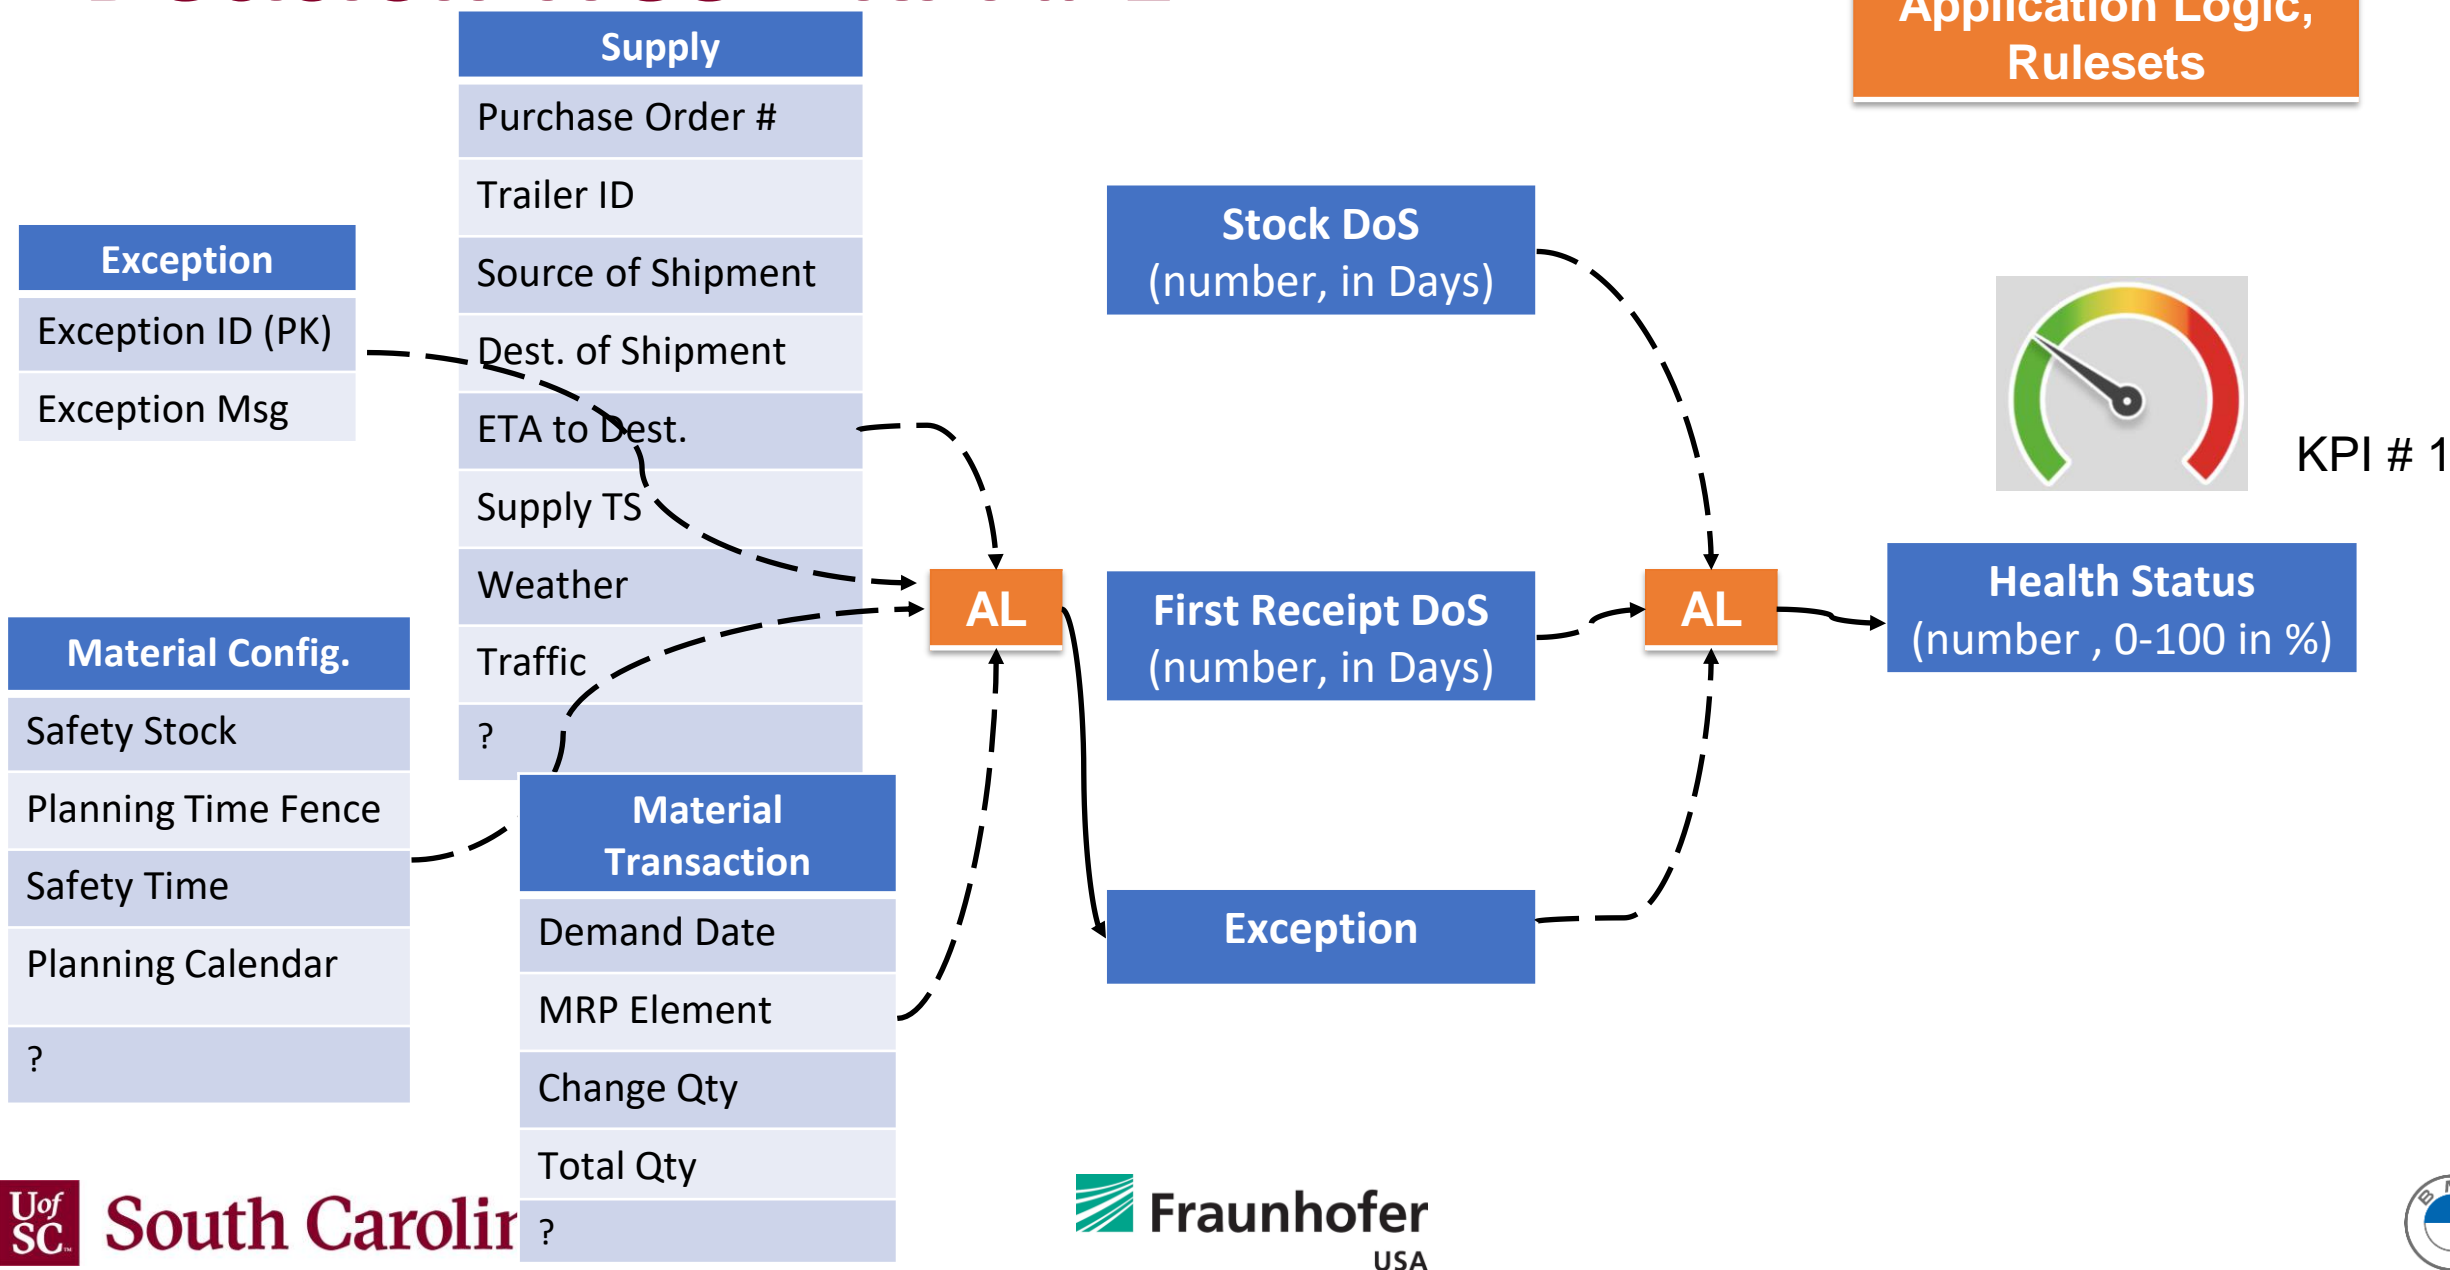 Application Logic,
Rulesets
Supply
Purchase Order #
Trailer ID
Source of Shipment
Dest. of Shipment
ETA to Dest.
Supply TS
Weather
Traffic
?
Exception
Exception ID (PK)
Exception Msg
Material Config.
Safety Stock
Planning Time Fence
Safety Time
Planning Calendar
?
Material
Transaction
Demand Date
MRP Element
Change Qty
Total Qty
?
AL
Stock DoS
(number, in Days)
First Receipt DoS
(number, in Days)
Exception
AL
KPI # 1
Health Status
(number , 0-100 in %)
Uof
SC
South Carolin
Fraunhofer
USA
B M